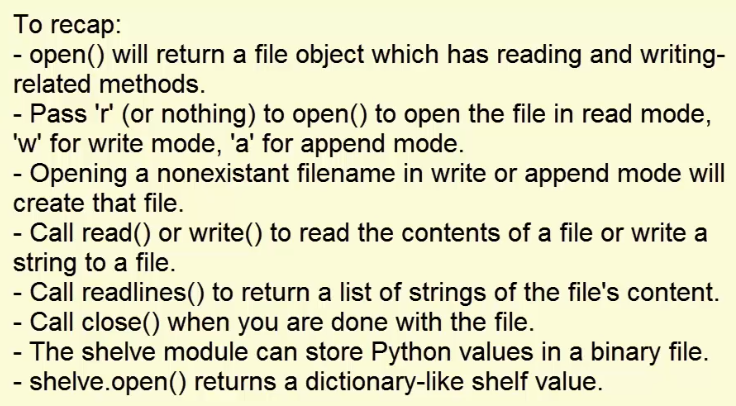 To recap:
- open() will return a file object which has reading and writing-
related methods.
- Pass 'r' (or nothing) to open() to open the file in read mode,
'w' for write mode, 'a' for append mode.
- Opening a nonexistant filename in write or append mode will
create that file.
- Call read() or write() to read the contents of a file or write a
string to a file.
- Call readlines() to return a list of strings of the file's content.
- Call close() when you are done with the file.
- The shelve module can store Python values in a binary file.
- shelve.open() returns a dictionary-like shelf value.